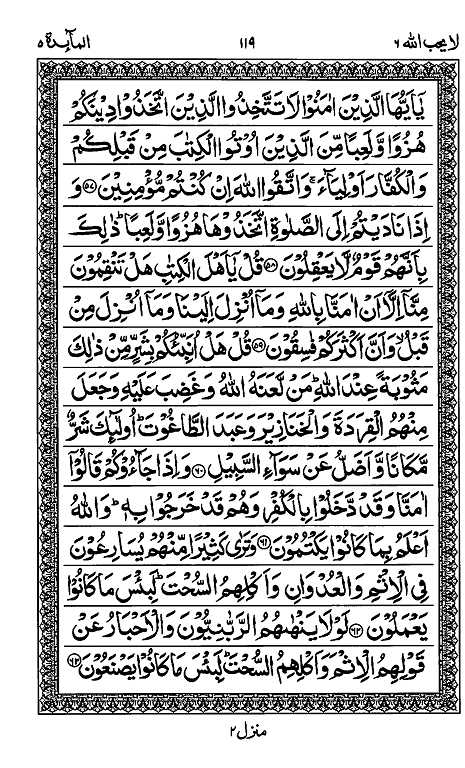 لا یحب الله ٦ ١١٩ المآئدة ٥
يٰۤاَيُّهَا الَّذِيْنَ اٰمَنُوْا لَا تَتَّخِذُوا الَّذِيْنَ اتَّخَذُوْا دِيْنَكُمْ
هُزُوًا وَّلَعِبًا مِّنَ الَّذِيْنَ اُوْتُوا الْكِتٰبَ مِنْ قَبْلِكُمْ
وَالْكُفَّارَ اَوْلِيَآءَ ۚ وَاتَّقُوا اللّٰهَ اِنْ كُنْتُمْ مُّؤْمِنِيْنَ ﴿۵۷﴾ وَ
اِذَا نَادَيْتُمْ اِلَى الصَّلٰوةِ اتَّخَذُوْهَا هُزُوًا وَّلَعِبًا ؕ ذٰلِكَ
بِاَنَّهُمْ قَوْمٌ لَّا يَعْقِلُوْنَ ﴿۵۸﴾ قُلْ يٰۤاَهْلَ الْكِتٰبِ هَلْ تَنْقِمُوْنَ
مِنَّاۤ اِلَّاۤ اَنْ اٰمَنَّا بِاللّٰهِ وَمَاۤ اُنْزِلَ اِلَيْنَا وَمَاۤ اُنْزِلَ مِنْ
قَبْلُ ۙ وَاَنَّ اَكْثَرَكُمْ فٰسِقُوْنَ ﴿۵۹﴾ قُلْ هَلْ اُنَبِّئُكُمْ بِشَرٍّ مِّنْ ذٰلِكَ
مَثُوْبَةً عِنْدَ اللّٰهِ ؕ مَنْ لَّعَنَهُ اللّٰهُ وَغَضِبَ عَلَيْهِ وَجَعَلَ
مِنْهُمُ الْقِرَدَةَ وَالْخَنَازِيْرَ وَعَبَدَ الطَّاغُوْتَ ؕ اُولٰٓئِكَ شَرٌّ
مَّكَانًا وَّاَضَلُّ عَنْ سَوَآءِ السَّبِيْلِ ﴿۶۰﴾ وَاِذَا جَآءُوْكُمْ قَالُوْۤا
اٰمَنَّا وَقَدْ دَّخَلُوْا بِالْكُفْرِ وَهُمْ قَدْ خَرَجُوْا بِهٖ ؕ وَاللّٰهُ
اَعْلَمُ بِمَا كَانُوْا يَكْتُمُوْنَ ﴿۶۱﴾ وَتَرٰى كَثِيْرًا مِّنْهُمْ يُسَارِعُوْنَ
فِى الْاِثْمِ وَالْعُدْوَانِ وَاَكْلِهِمُ السُّحْتَ ؕ لَبِئْسَ مَا كَانُوْا
يَعْمَلُوْنَ ﴿۶۲﴾ لَوْلَا يَنْهٰىهُمُ الرَّبّٰنِيُّوْنَ وَالْاَحْبَارُ عَنْ
قَوْلِهِمُ الْاِثْمَ وَاَكْلِهِمُ السُّحْتَ ؕ لَبِئْسَ مَا كَانُوْا يَصْنَعُوْنَ ﴿۶۳﴾
منزل ٢